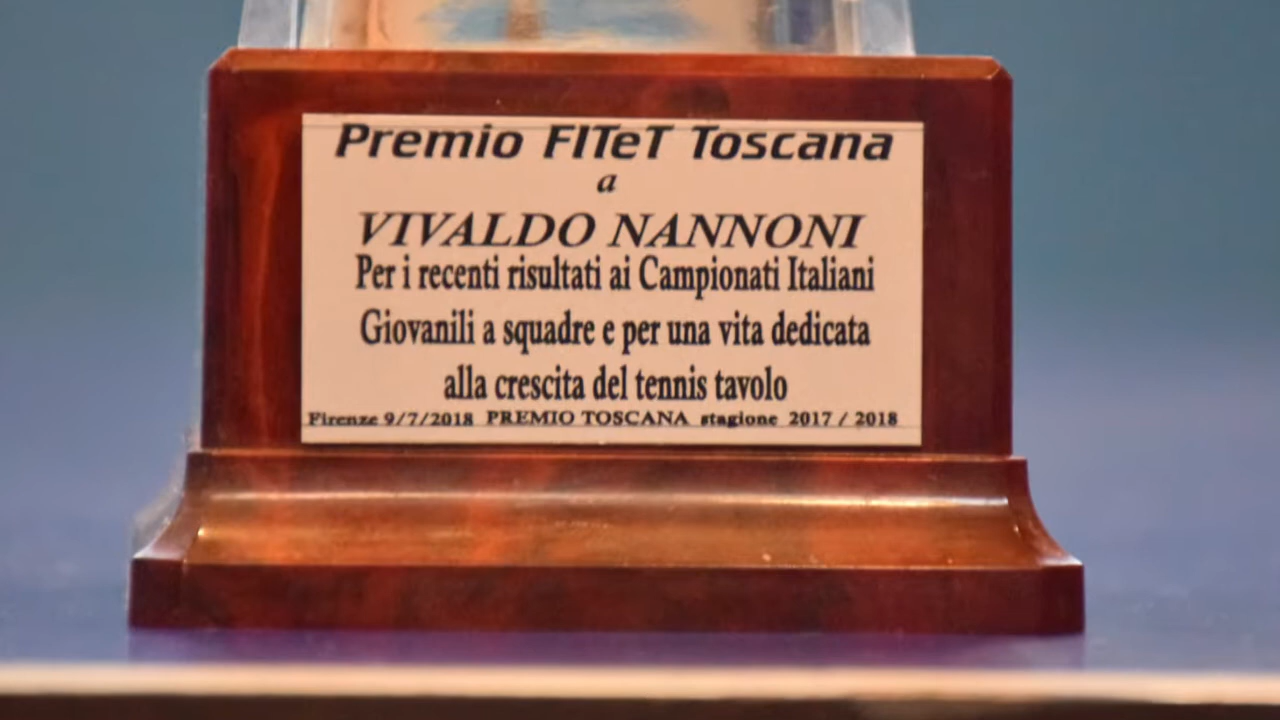 Premio FITeT Toscana
a
VIVALDO NANNONI
Per i recenti risultati ai Campionati Italiani
Giovanili a squadre e per una vita dedicata
alla crescita del tennis tavolo
Firenze 9/7/2018 PREMIO TOSCANA stagione 2017 / 2018